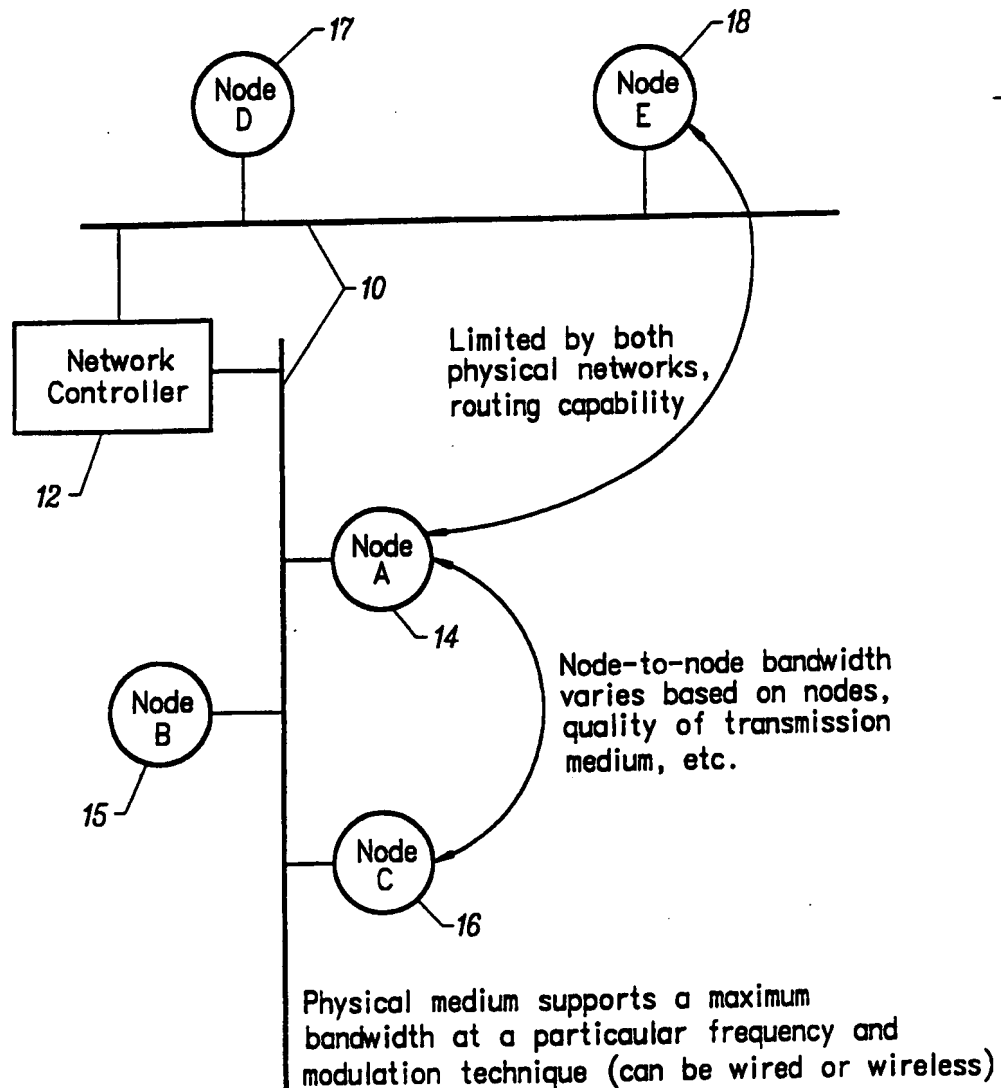 17
18
Node
D
Node
E
10
Network
Controller
12
Limited by both
physical networks,
routing capability
Node
A
14
Node
B
15
Node-to-node bandwidth
varies based on nodes,
quality of transmission
medium, etc.
Node
C
16
Physical medium supports a maximum
bandwidth at a particaular frequency and
modulation technique (can be wired or wireless)